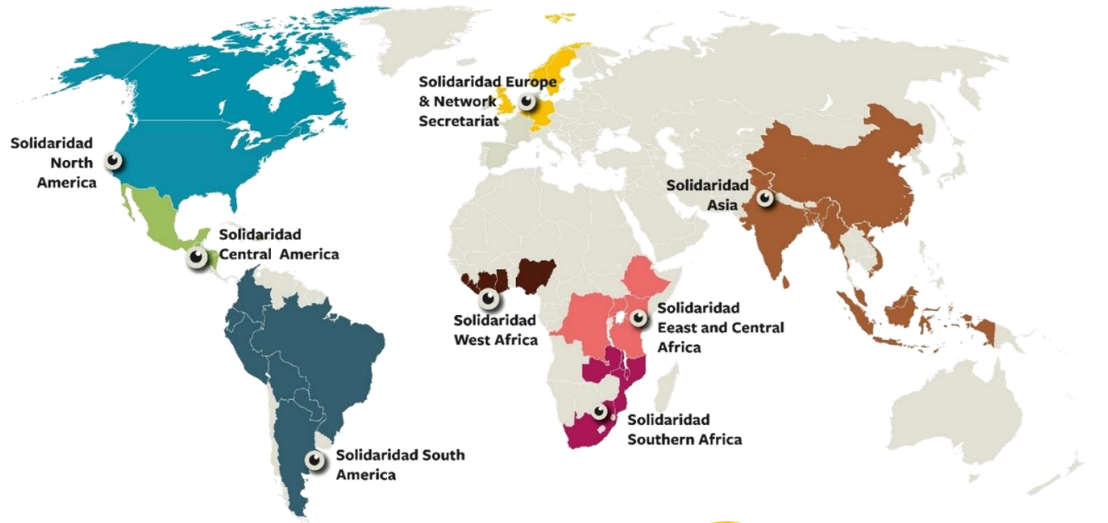 Solidaridad Europe
& Network
Secretariat
Solidaridad
North
America
Solidaridad
Asia
Solidaridad
Central America
Solidaridad
West Africa
Solidaridad
Eeast and Central
Africa
Solidaridad
Southern Africa
Solidaridad South
America